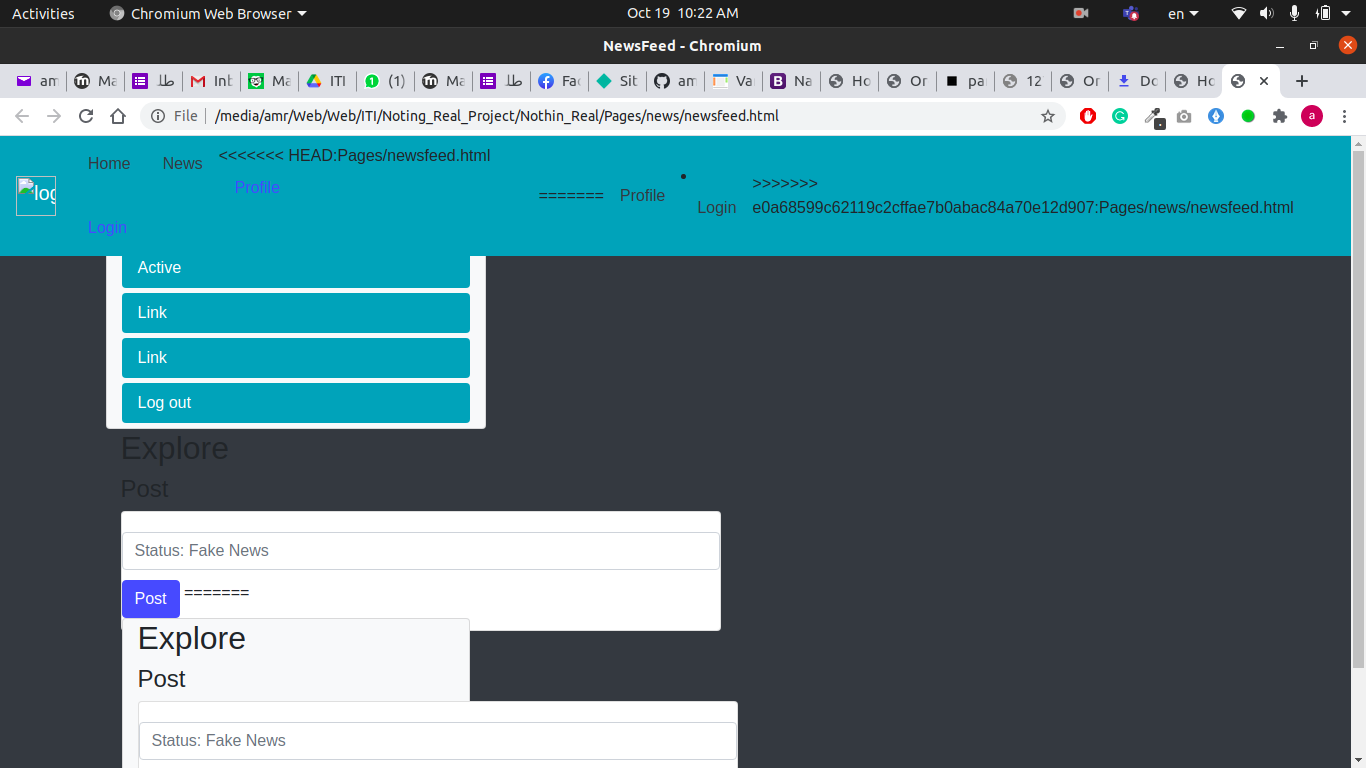 Activities Chromium Web Browser Oct 19 10:22 AM en
NewsFeed - Chromium
am Ma طل Inb Ma ITI (1) Ma طل Fac Sit am Var Na Ho Or pa 12 Or Do Ho
File /media/amr/Web/Web/ITI/Noting_Real_Project/Nothin_Real/Pages/news/newsfeed.html a
Home News <<<<<<< HEAD:Pages/newsfeed.html
Profile
log
======= Profile
>>>>>>>
Login e0a68599c62119c2cffae7b0abac84a70e12d907:Pages/news/newsfeed.html
Login
Active
Link
Link
Log out
Explore
Post
Status: Fake News
Post =======
Explore
Post
Status: Fake News